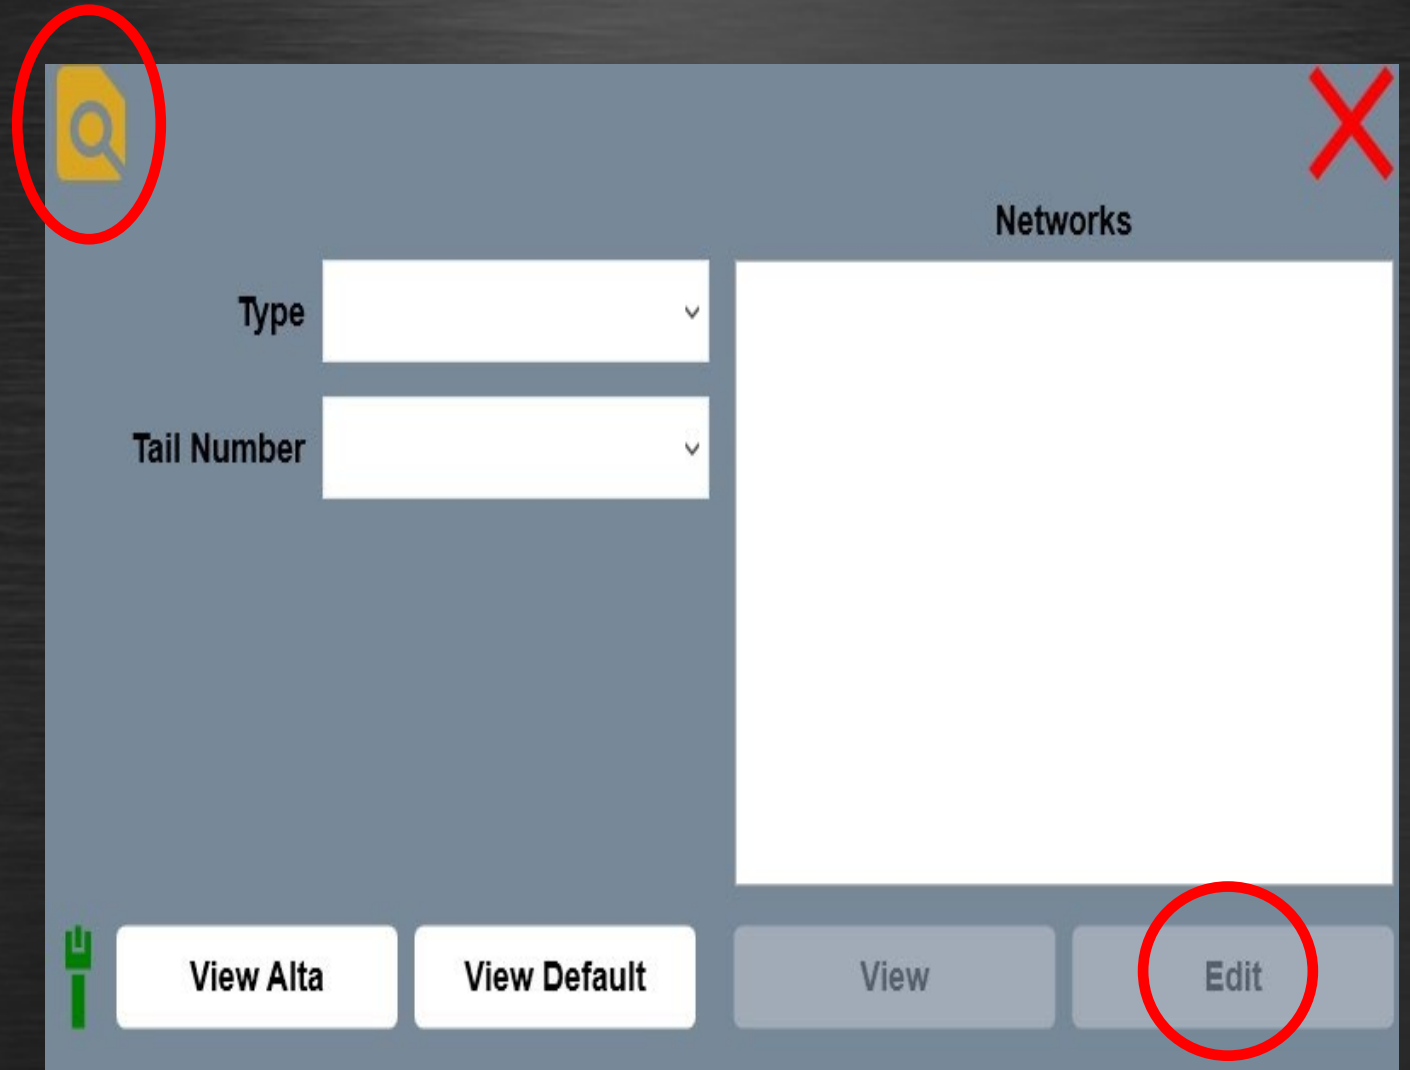 Networks
Type
Tail Number
View Alta
View Default
View
Edit